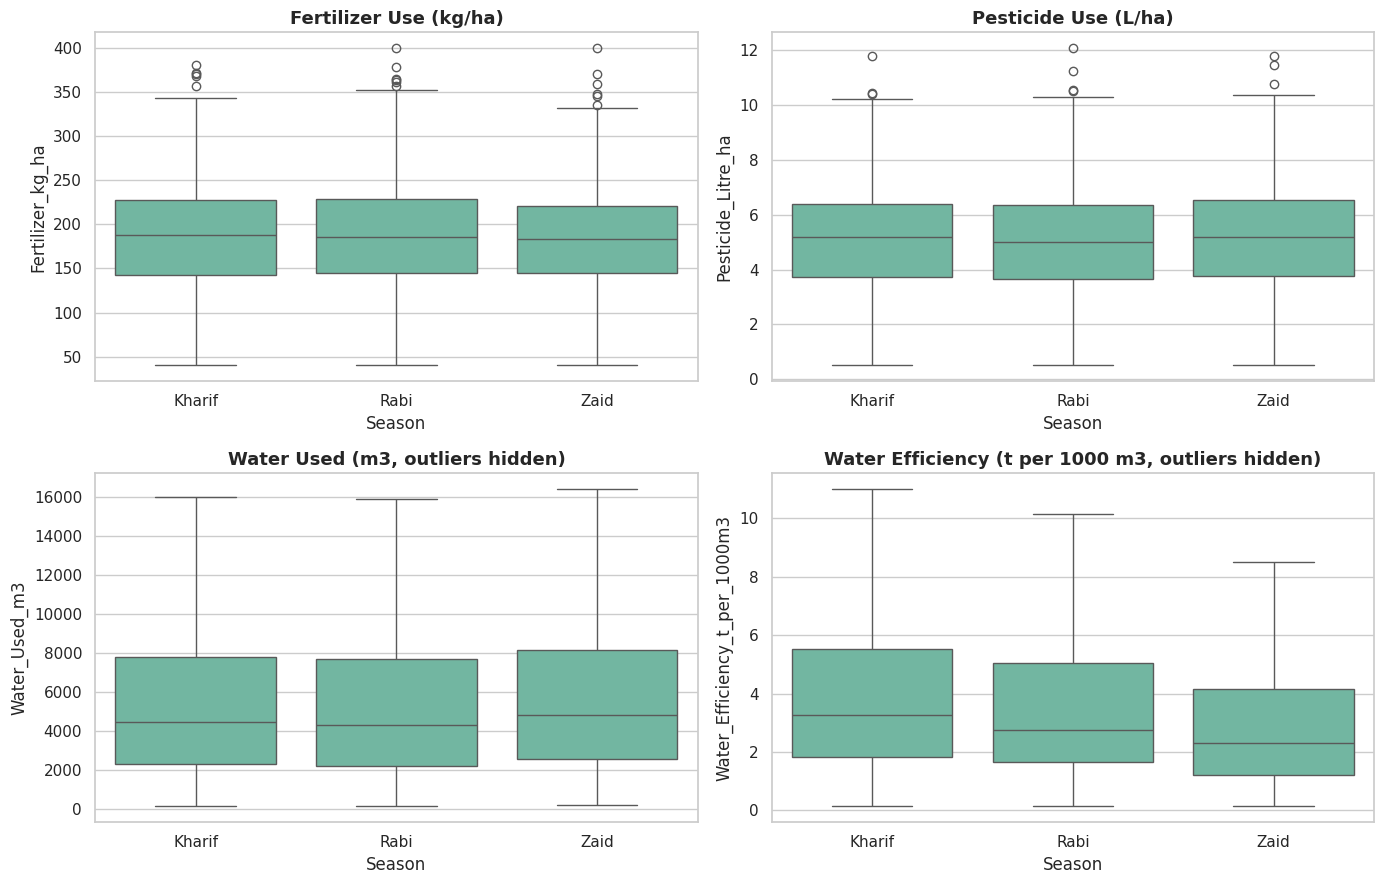 Fertilizer Use (kg/ha)
Fertilizer_kg_ha
400
350
300
250
200
150
100
50
Kharif Rabi Zaid
Season
Pesticide Use (L/ha)
Pesticide_Litre_ha
12
10
8
6
4
2
0
Kharif Rabi Zaid
Season
Water Used (m3, outliers hidden)
Water_Used_m3
16000
14000
12000
10000
8000
6000
4000
2000
0
Kharif Rabi Zaid
Season
Water Efficiency (t per 1000 m3, outliers hidden)
Water_Efficiency_t_per_1000m3
10
8
6
4
2
0
Kharif Rabi Zaid
Season